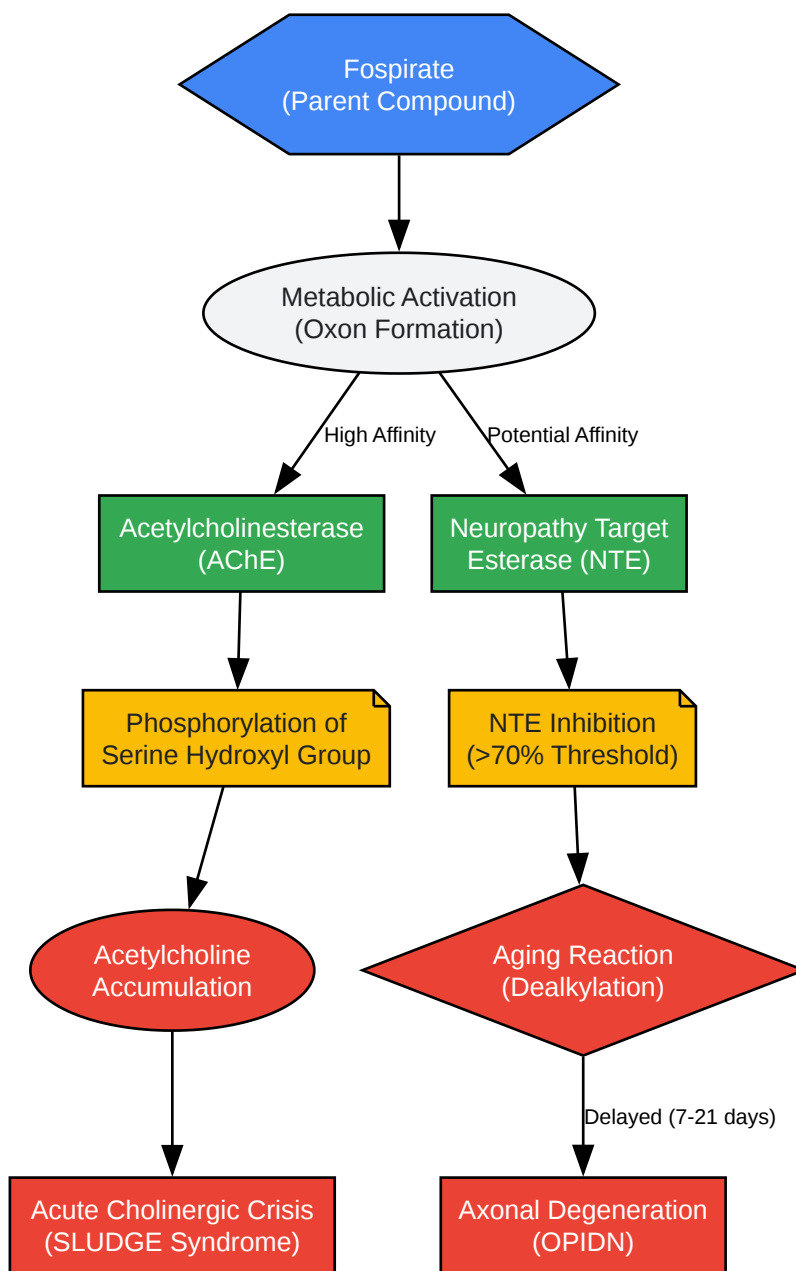 Fospirate
(Parent Compound)
Metabolic Activation
(Oxon Formation)
High Affinity
Potential Affinity
Acetylcholinesterase
(AChE)
Neuropathy Target
Esterase (NTE)
Phosphorylation of
Serine Hydroxyl Group
NTE Inhibition
(>70% Threshold)
Acetylcholine
Accumulation
Aging Reaction
(Dealkylation)
Delayed (7-21 days)
Acute Cholinergic Crisis
(SLUDGE Syndrome)
Axonal Degeneration
(OPIDN)